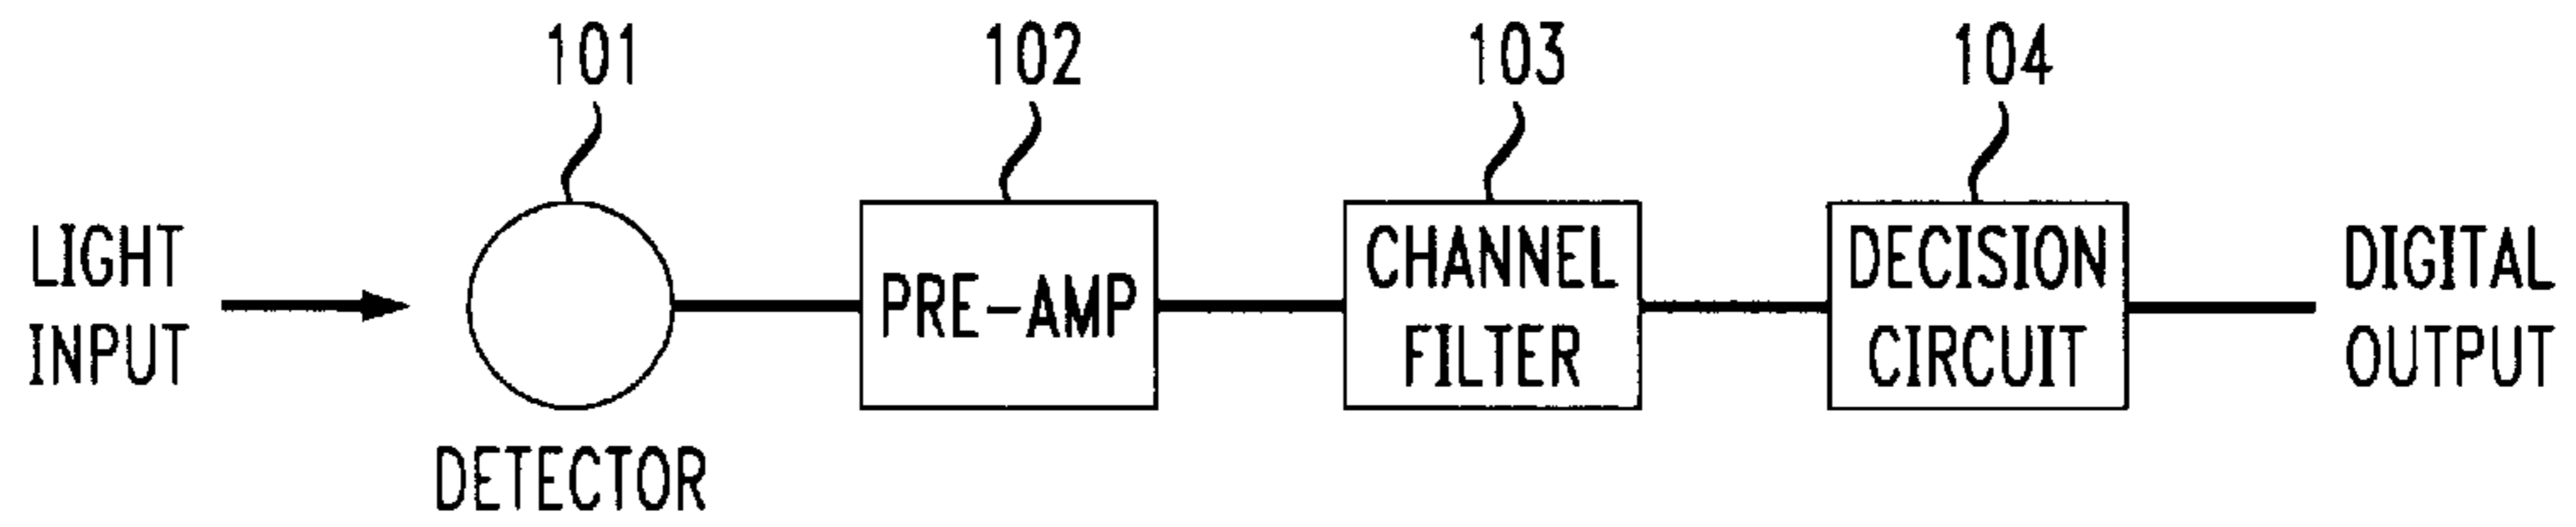 101
102
103
104
LIGHT
INPUT
DETECTOR
PRE-AMP
CHANNEL
FILTER
DECISION
CIRCUIT
DIGITAL
OUTPUT